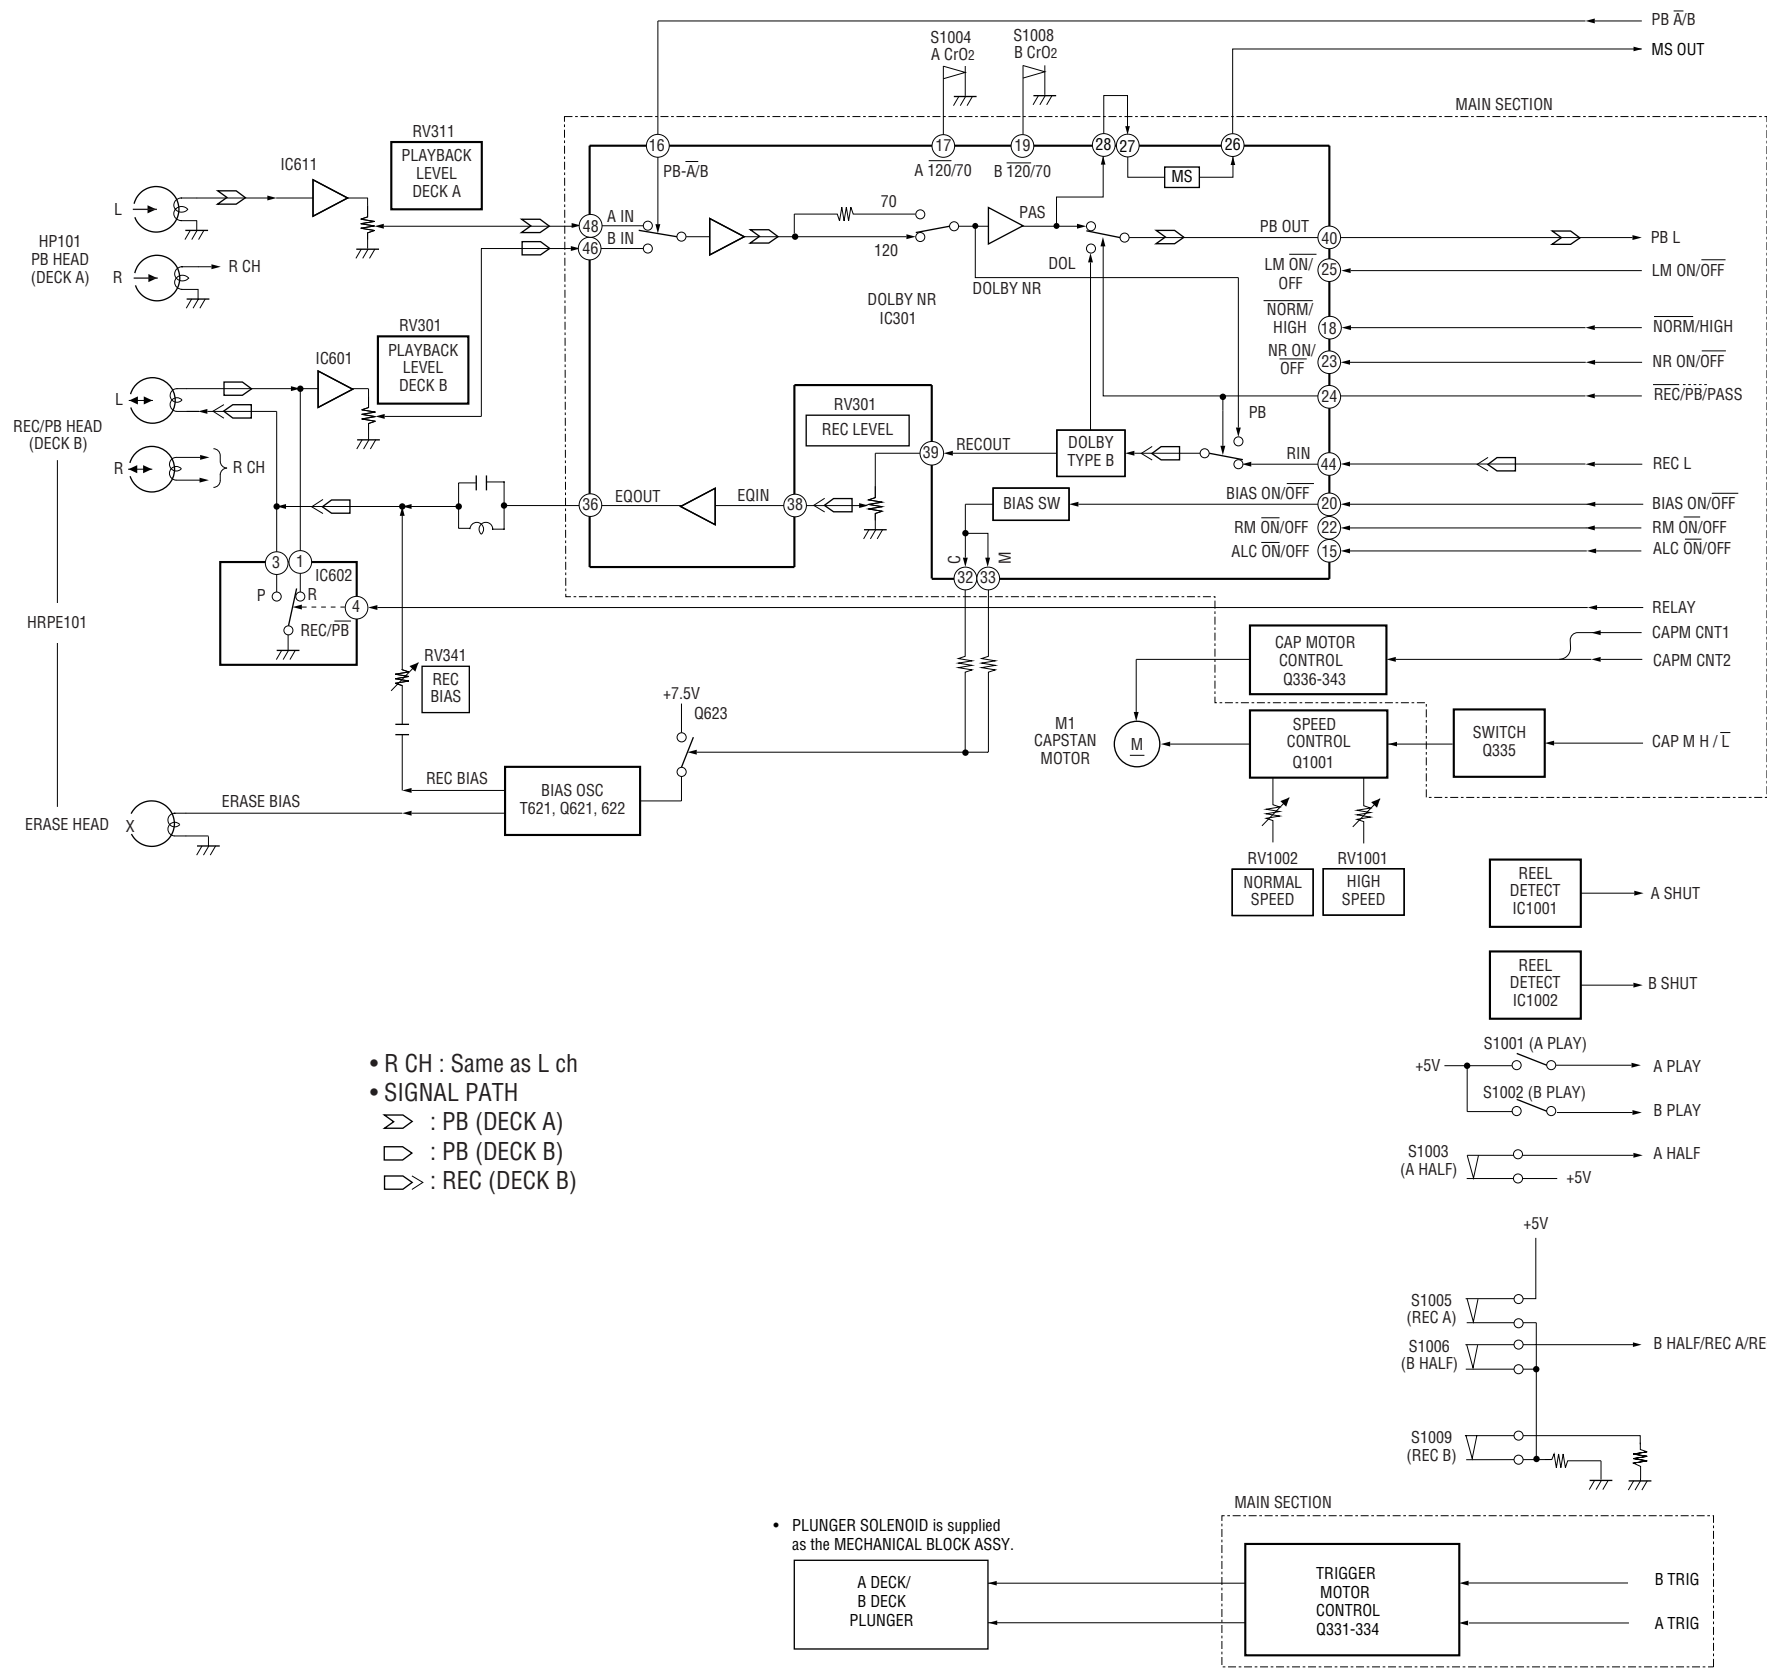 PB A/B
MS OUT
S1004
A CrO2
S1008
B CrO2
MAIN SECTION
RV311
PLAYBACK
LEVEL
DECK A
IC611
16
17
19
28
27
26
PB-A/B
A 120/70
B 120/70
MS
L
HP101
PB HEAD
(DECK A)
R
R CH
48
A IN
46
B IN
70
120
PAS
DOL
DOLBY NR
DOLBY NR
IC301
PB OUT
40
PB L
LM ON/
OFF
25
LM ON/OFF
NORM/
HIGH
18
NORM/HIGH
NR ON/
OFF
23
NR ON/OFF
24
REC/PB/PASS
RV301
PLAYBACK
LEVEL
DECK B
IC601
L
REC/PB HEAD
(DECK B)
R
R CH
RV301
REC LEVEL
39
RECOUT
DOLBY
TYPE B
PB
RIN
44
REC L
36
EQOUT
EQIN
38
BIAS SW
BIAS ON/OFF
20
BIAS ON/OFF
RM ON/OFF
22
RM ON/OFF
ALC ON/OFF
15
ALC ON/OFF
C
M
32
33
3
1
IC602
P
R
4
REC/PB
RELAY
HRPE101
CAP MOTOR
CONTROL
Q336-343
CAPM CNT1
CAPM CNT2
RV341
REC
BIAS
+7.5V
Q623
M1
CAPSTAN
MOTOR
M
SPEED
CONTROL
Q1001
SWITCH
Q335
CAP M H / L
REC BIAS
BIAS OSC
T621, Q621, 622
ERASE BIAS
ERASE HEAD
X
RV1002
NORMAL
SPEED
RV1001
HIGH
SPEED
REEL
DETECT
IC1001
A SHUT
REEL
DETECT
IC1002
B SHUT
• R CH : Same as L ch
• SIGNAL PATH
: PB (DECK A)
: PB (DECK B)
: REC (DECK B)
S1001 (A PLAY)
+5V
A PLAY
S1002 (B PLAY)
B PLAY
S1003
(A HALF)
A HALF
+5V
+5V
S1005
(REC A)
S1006
(B HALF)
B HALF/REC A/RE
S1009
(REC B)
MAIN SECTION
• PLUNGER SOLENOID is supplied
as the MECHANICAL BLOCK ASSY.
A DECK/
B DECK
PLUNGER
TRIGGER
MOTOR
CONTROL
Q331-334
B TRIG
A TRIG